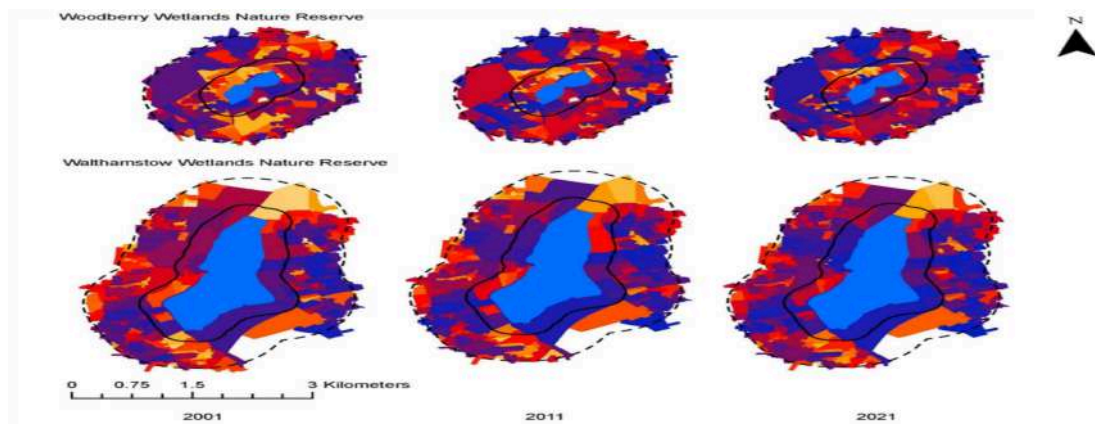 Woodberry Wetlands Nature Reserve
N
Walthamstow Wetlands Nature Reserve
0 0.75 1.5 3 Kilometers
2001 2011 2021